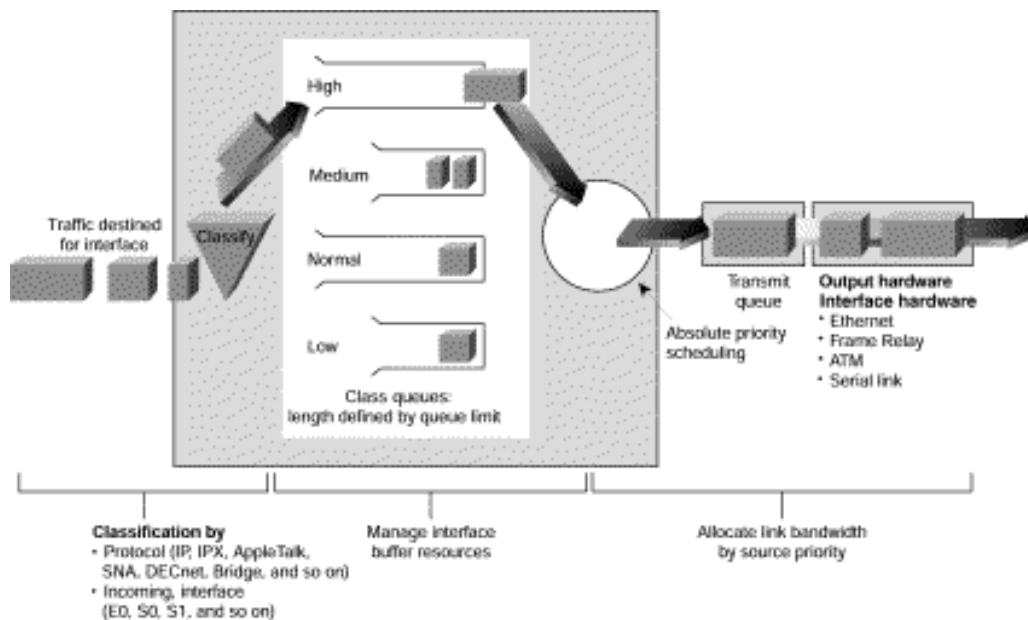 High
Medium
Traffic destined
for interface
Classify
Normal
Low
Class queues:
length defined by queue limit
Absolute priority
scheduling
Transmit
queue
Output hardware
Interface hardware
• Ethernet
• Frame Relay
• ATM
• Serial link
Classification by
• Protocol (IP, IPX, AppleTalk,
SNA, DECnet, Bridge, and so on)
• Incoming, interface
(E0, S0, S1, and so on)
Manage interface
buffer resources
Allocate link bandwidth
by source priority